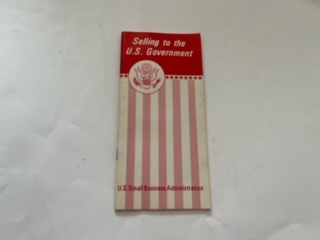 Selling to the
U.S. Government
U.S. Small Business Administration